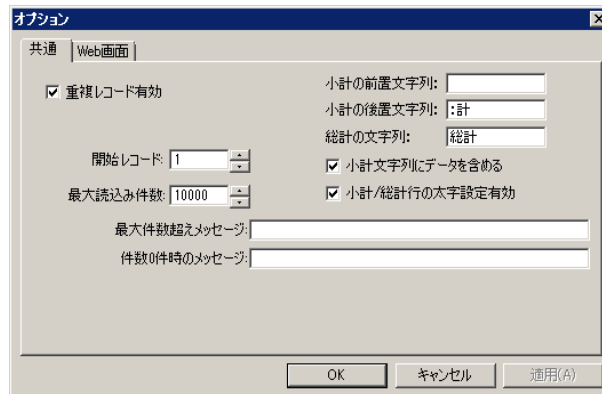 オプション
共通 Web画面
重複レコード有効
小計の前置文字列:
小計の後置文字列: :計
総計の文字列: 総計
開始レコード: 1
小計文字列にデータを含める
最大読込み件数: 10000
小計/総計行の太字設定有効
最大件数超えメッセージ:
件数0件時のメッセージ:
OK キャンセル 適用(A)